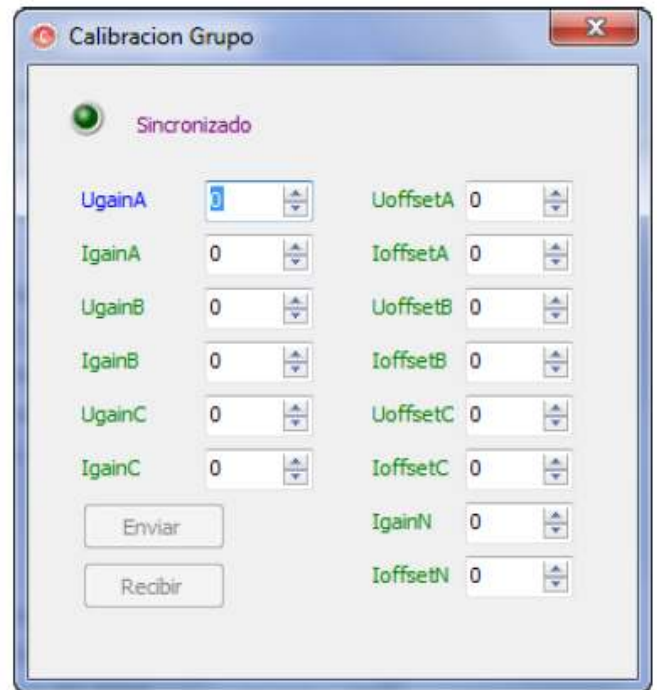 Calibracion Grupo
Sincronizado
UgainA 0 UoffsetA 0
IgainA 0 IoffsetA 0
UgainB 0 UoffsetB 0
IgainB 0 IoffsetB 0
UgainC 0 UoffsetC 0
IgainC 0 IoffsetC 0
Enviar IgainN 0
Recibir IoffsetN 0